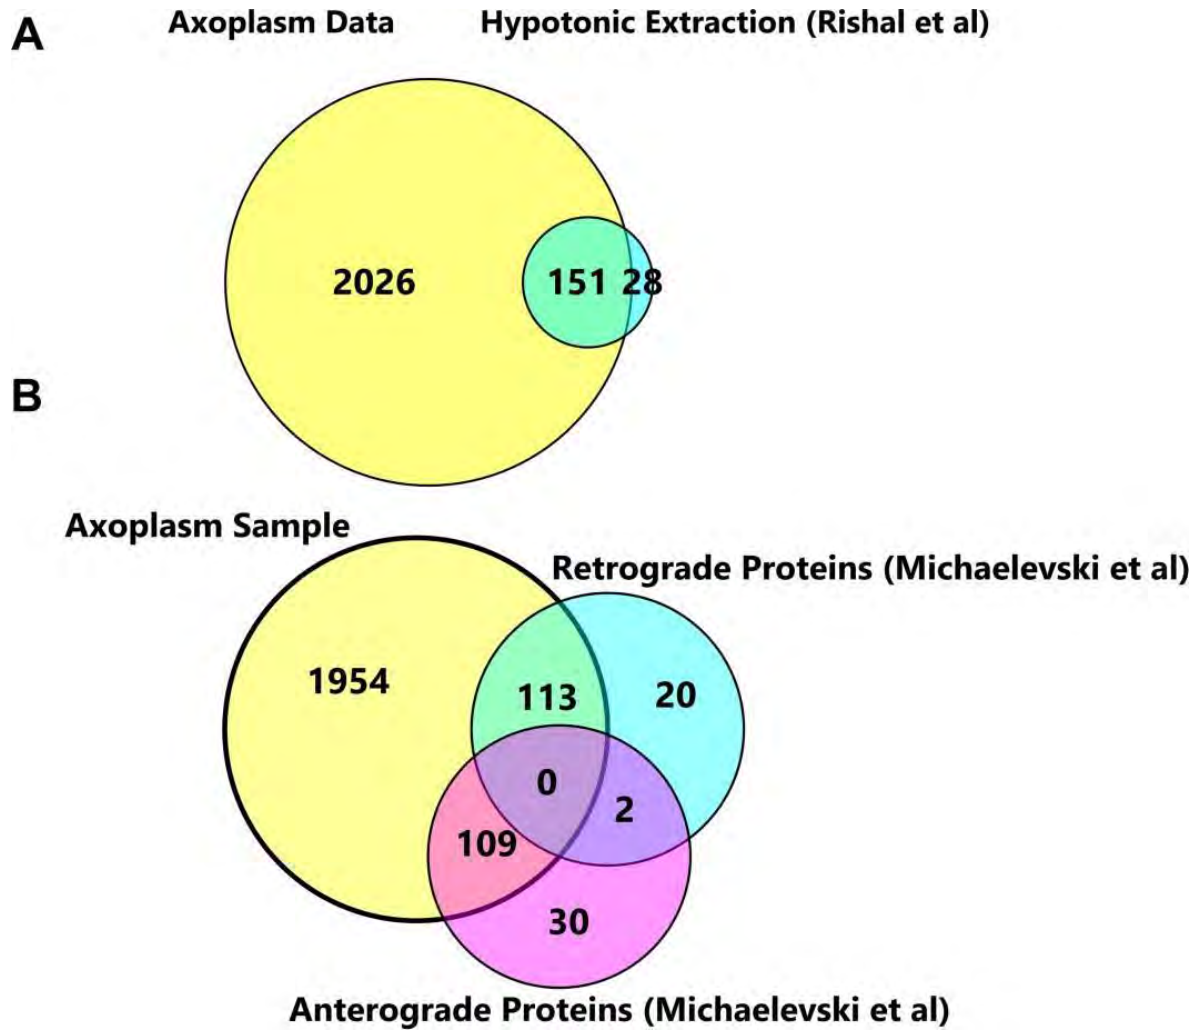 A
Axoplasm Data Hypotonic Extraction (Rishal et al)
2026 151 28
B
Axoplasm Sample
Retrograde Proteins (Michaelevski et al)
1954 113 20
0 2
109
30
Anterograde Proteins (Michaelevski et al)